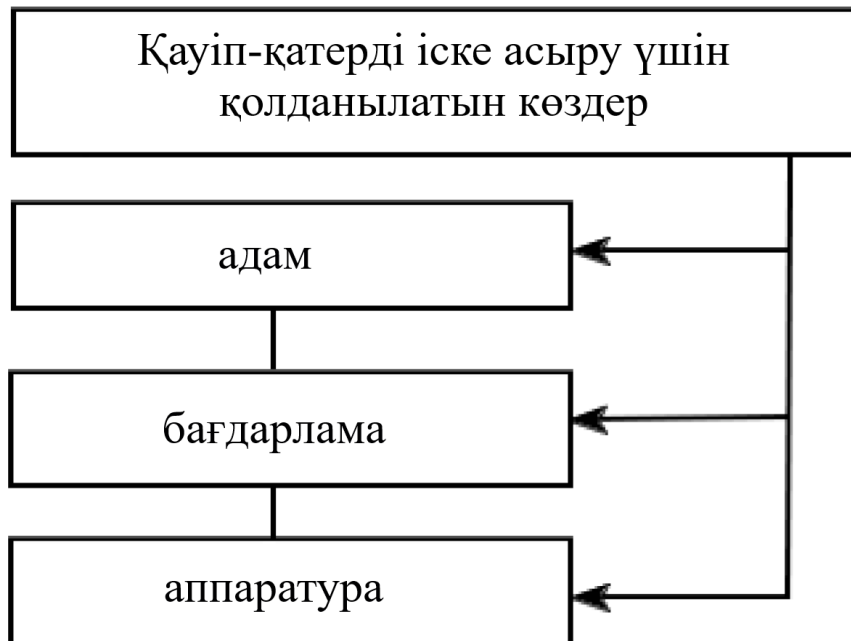 Қауіп-қатерді іске асыру үшін
қолданылатын көздер
адам
бағдарлама
аппаратура